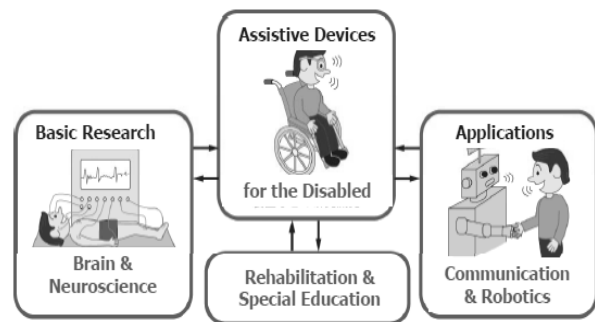 Assistive Devices
for the Disabled
Basic Research
Brain &
Neuroscience
Applications
Communication
& Robotics
Rehabilitation &
Special Education